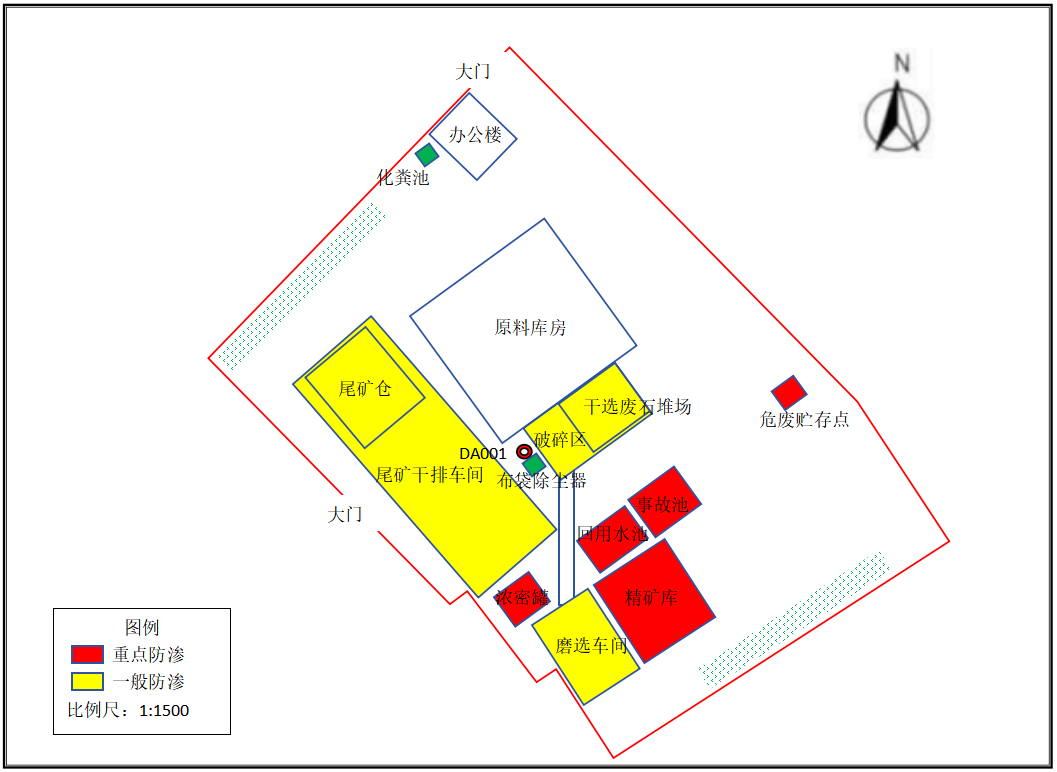 N
大门
办公楼
化粪池
原料库房
尾矿仓
干选废石堆场
危废贮存点
破碎区
DA001
尾矿干排车间
布袋除尘器
事故池
大门
回用水池
浓密罐
精矿库
磨选车间
图例
重点防渗
一般防渗
比例尺：1:1500